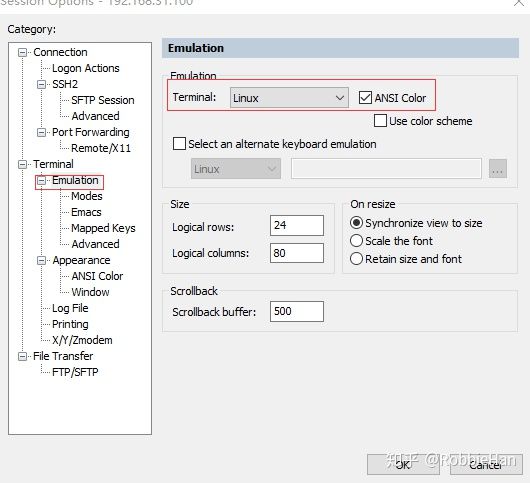 Session Options - 192.168.31.100
Category:
Connection
Logon Actions
SSH2
SFTP Session
Advanced
Port Forwarding
Remote/X11
Terminal
Emulation
Modes
Emacs
Mapped Keys
Advanced
Appearance
ANSI Color
Window
Log File
Printing
X/Y/Zmodem
File Transfer
FTP/SFTP
Emulation
Emulation
Terminal: Linux ANSI Color
Use color scheme
Select an alternate keyboard emulation
Linux ...
Size
Logical rows: 24
Logical columns: 80
On resize
Synchronize view to size
Scale the font
Retain size and font
Scrollback
Scrollback buffer: 500
OK Cancel
知乎 @RobbieHan